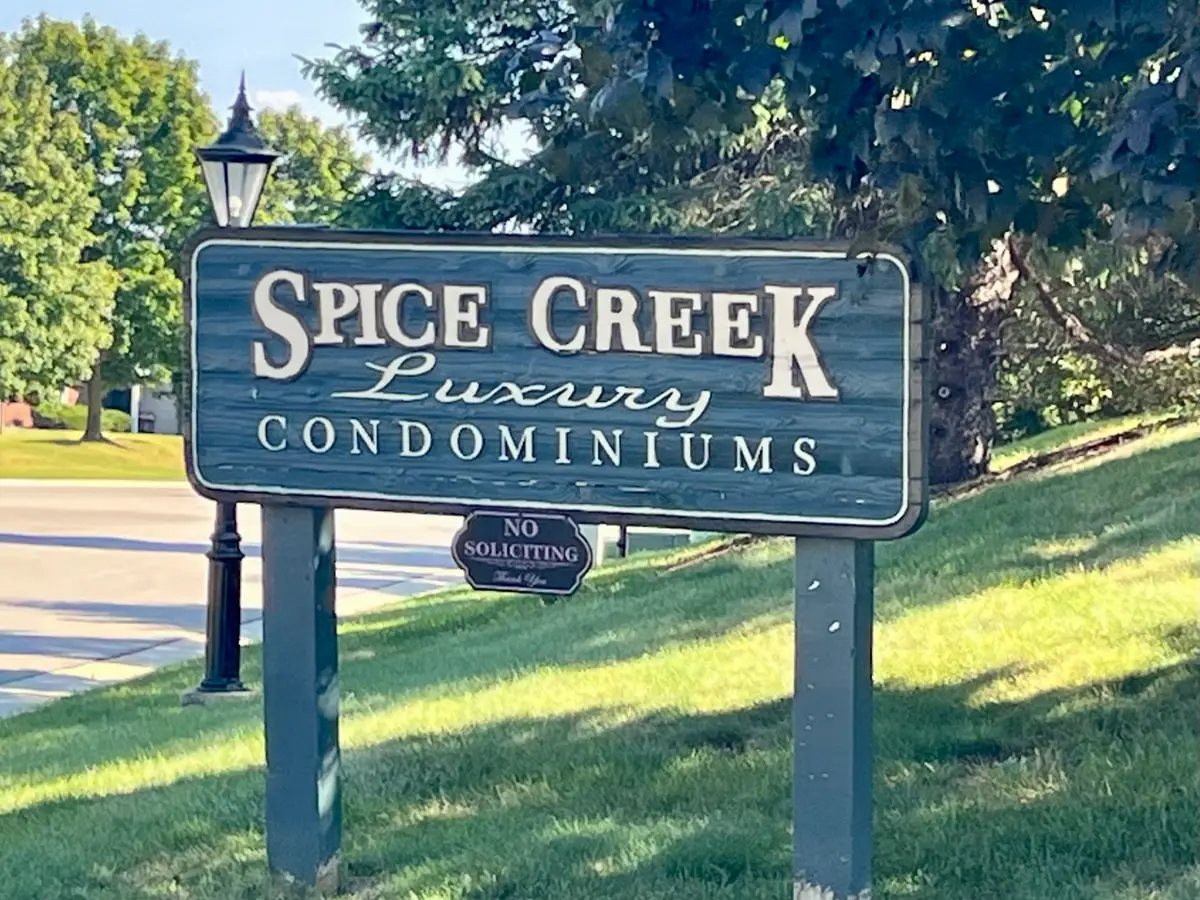 SPICE CREEK
Luxury
CONDOMINIUMS
NO
SOLICITING
Thank You